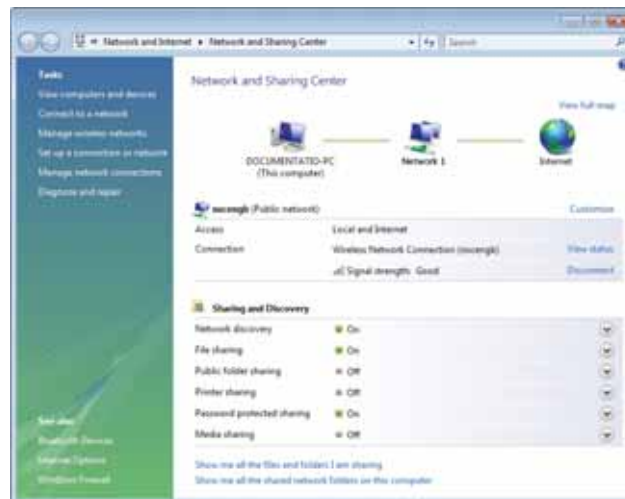 Network and Internet ▸ Network and Sharing Center
Search
Tasks
View computers and devices
Connect to a network
Manage wireless networks
Set up a connection or network
Manage network connections
Diagnose and repair
Network and Sharing Center
View full map
DOCUMENTATIO-PC
(This computer)
Network 1
Internet
(Public network)
Customize
Access
Local and Internet
Connection
Wireless Network Connection
View status
Signal strength: Good
Disconnect
Sharing and Discovery
Network discovery
On
File sharing
On
Public folder sharing
Off
Printer sharing
Off
Password protected sharing
On
Media sharing
Off
Show me all the files and folders I am sharing
Show me all the shared network folders on this computer
See also
Bluetooth Devices
Internet Options
Windows Firewall